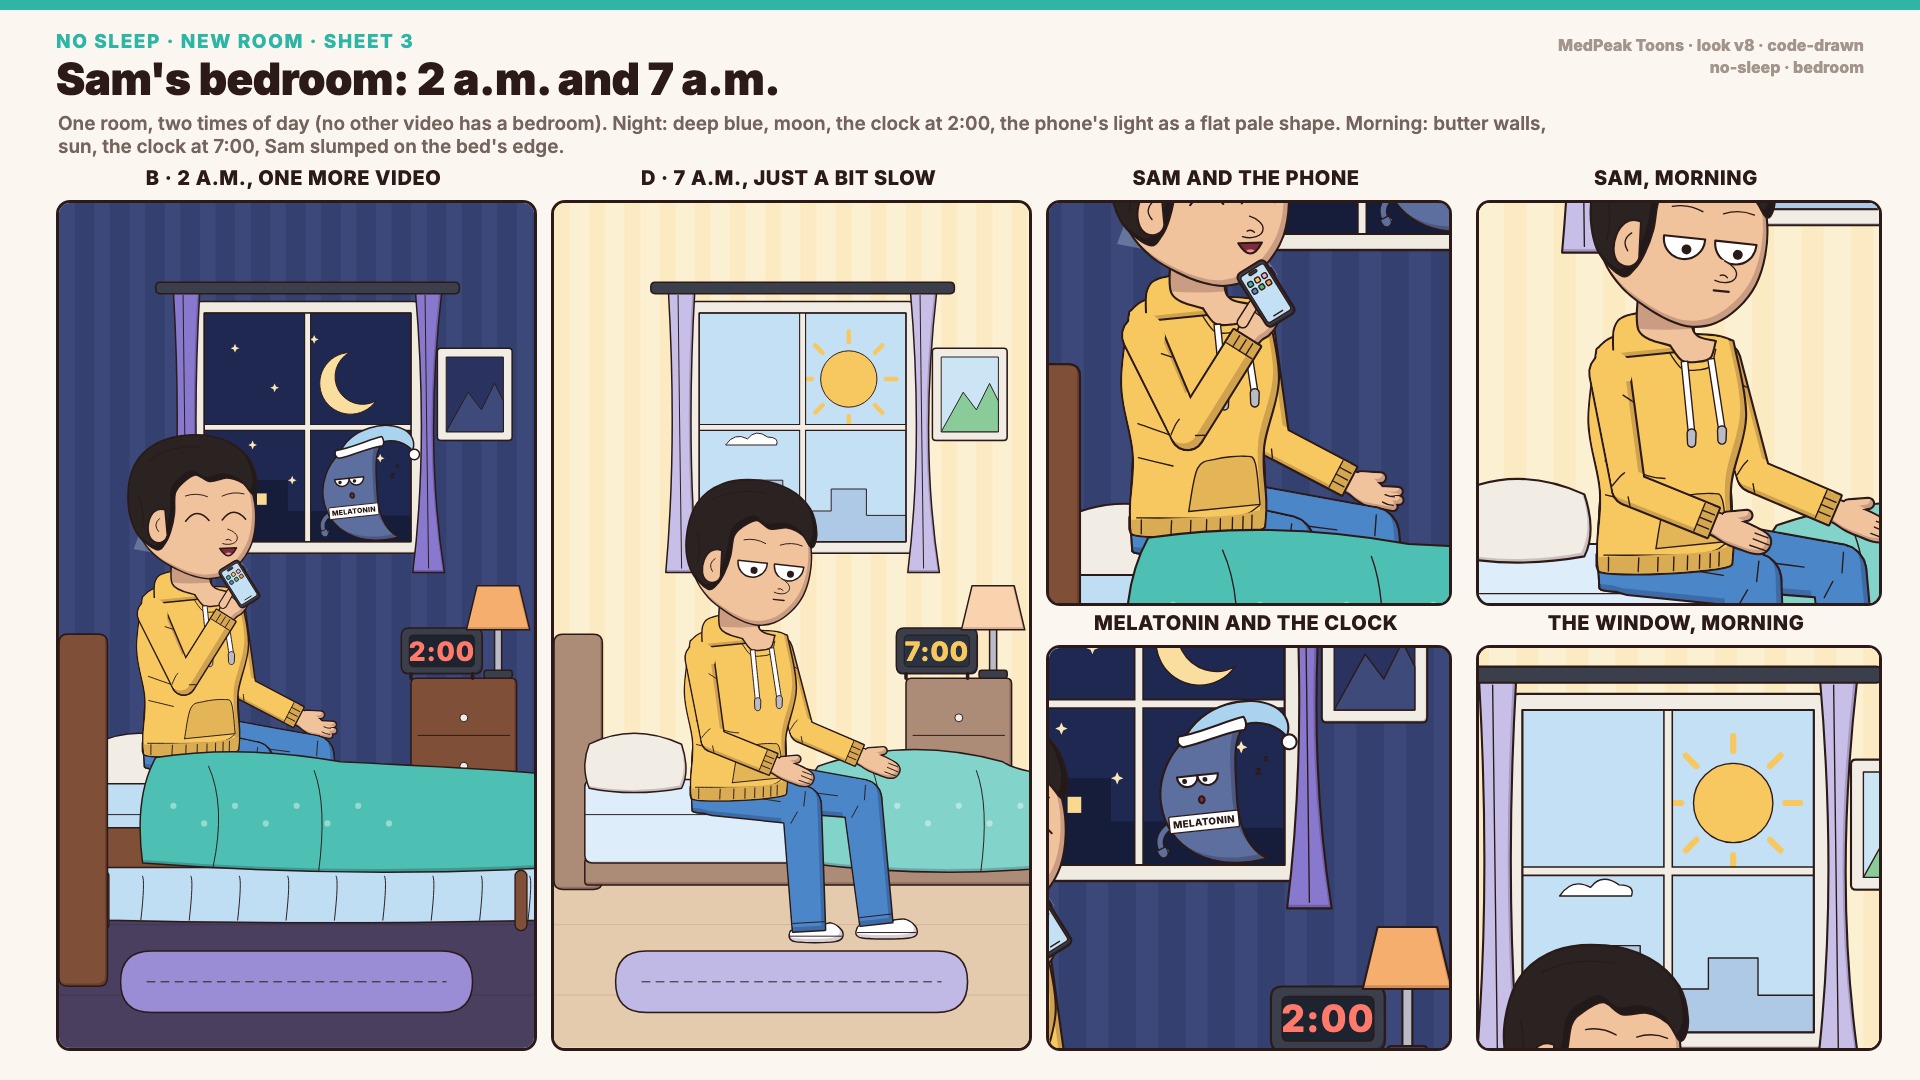 NO SLEEP · NEW ROOM · SHEET 3
Sam's bedroom: 2 a.m. and 7 a.m.
One room, two times of day (no other video has a bedroom). Night: deep blue, moon, the clock at 2:00, the phone's light as a flat pale shape. Morning: butter walls,
sun, the clock at 7:00, Sam slumped on the bed's edge.
MedPeak Toons · look v8 · code-drawn
no-sleep · bedroom
B · 2 A.M., ONE MORE VIDEO
MELATONIN
2:00
D · 7 A.M., JUST A BIT SLOW
7:00
SAM AND THE PHONE
SAM, MORNING
MELATONIN AND THE CLOCK
MELATONIN
2:00
THE WINDOW, MORNING